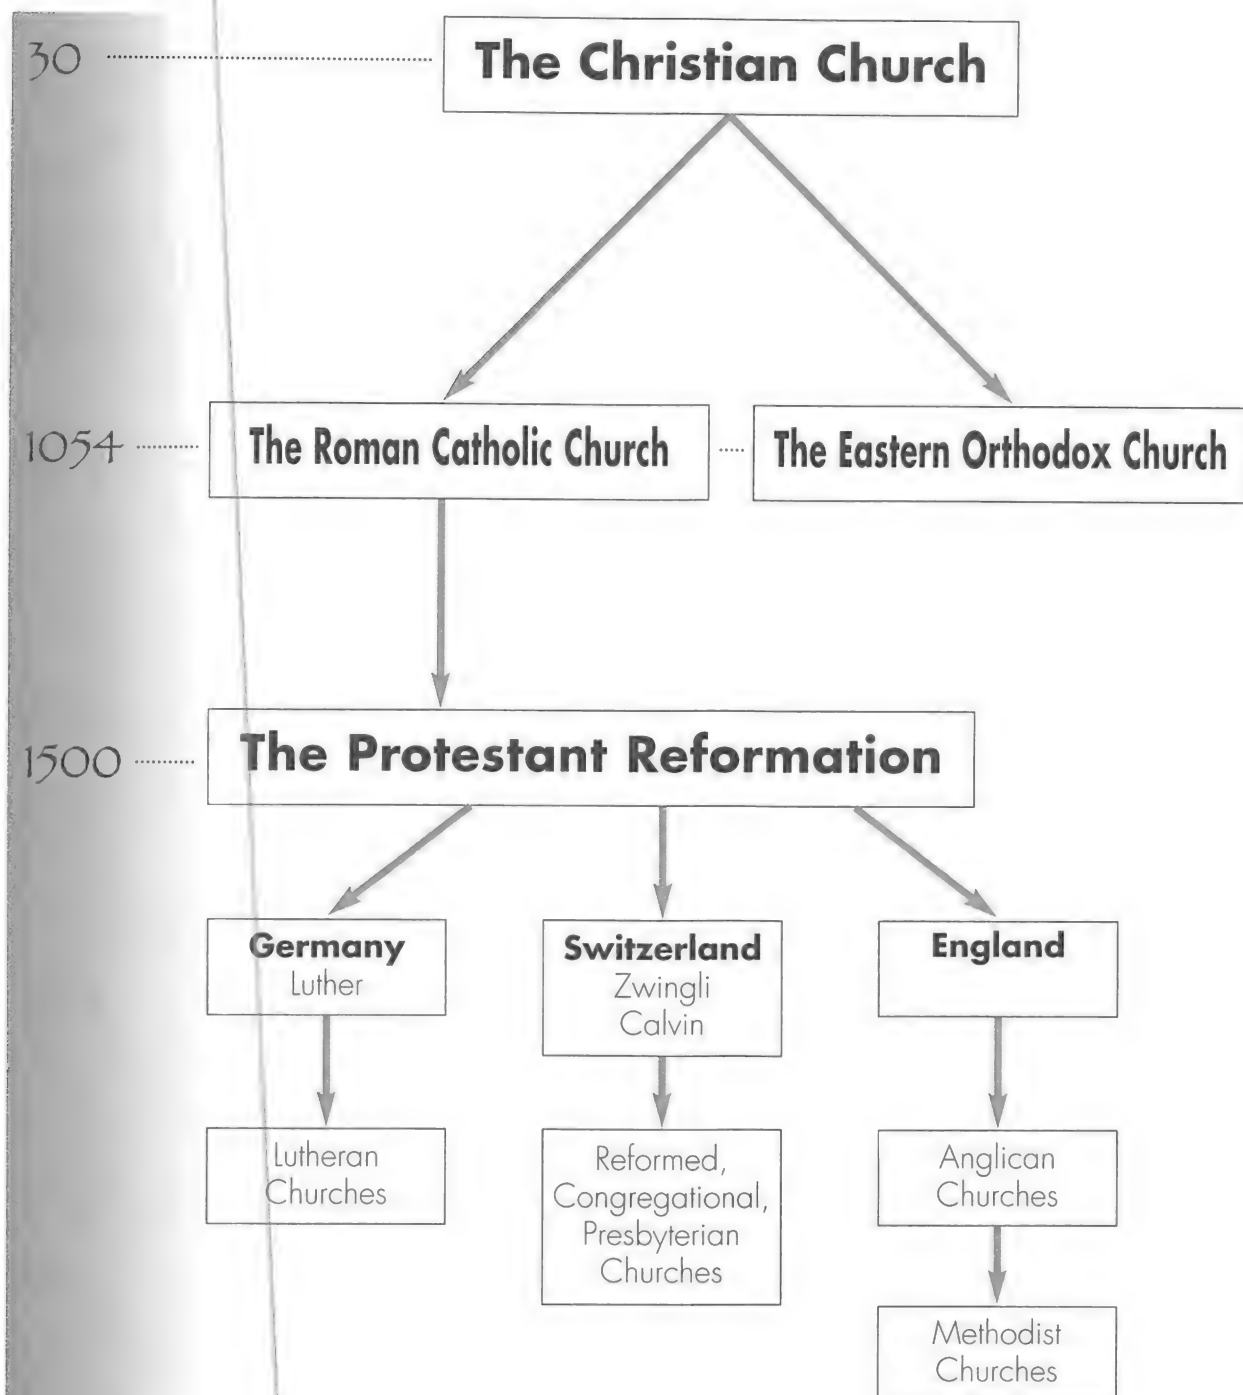 30
The Christian Church
1054
The Roman Catholic Church
The Eastern Orthodox Church
1500
The Protestant Reformation
Germany
Luther
Switzerland
Zwingli
Calvin
England
Lutheran
Churches
Reformed,
Congregational,
Presbyterian
Churches
Anglican
Churches
Methodist
Churches